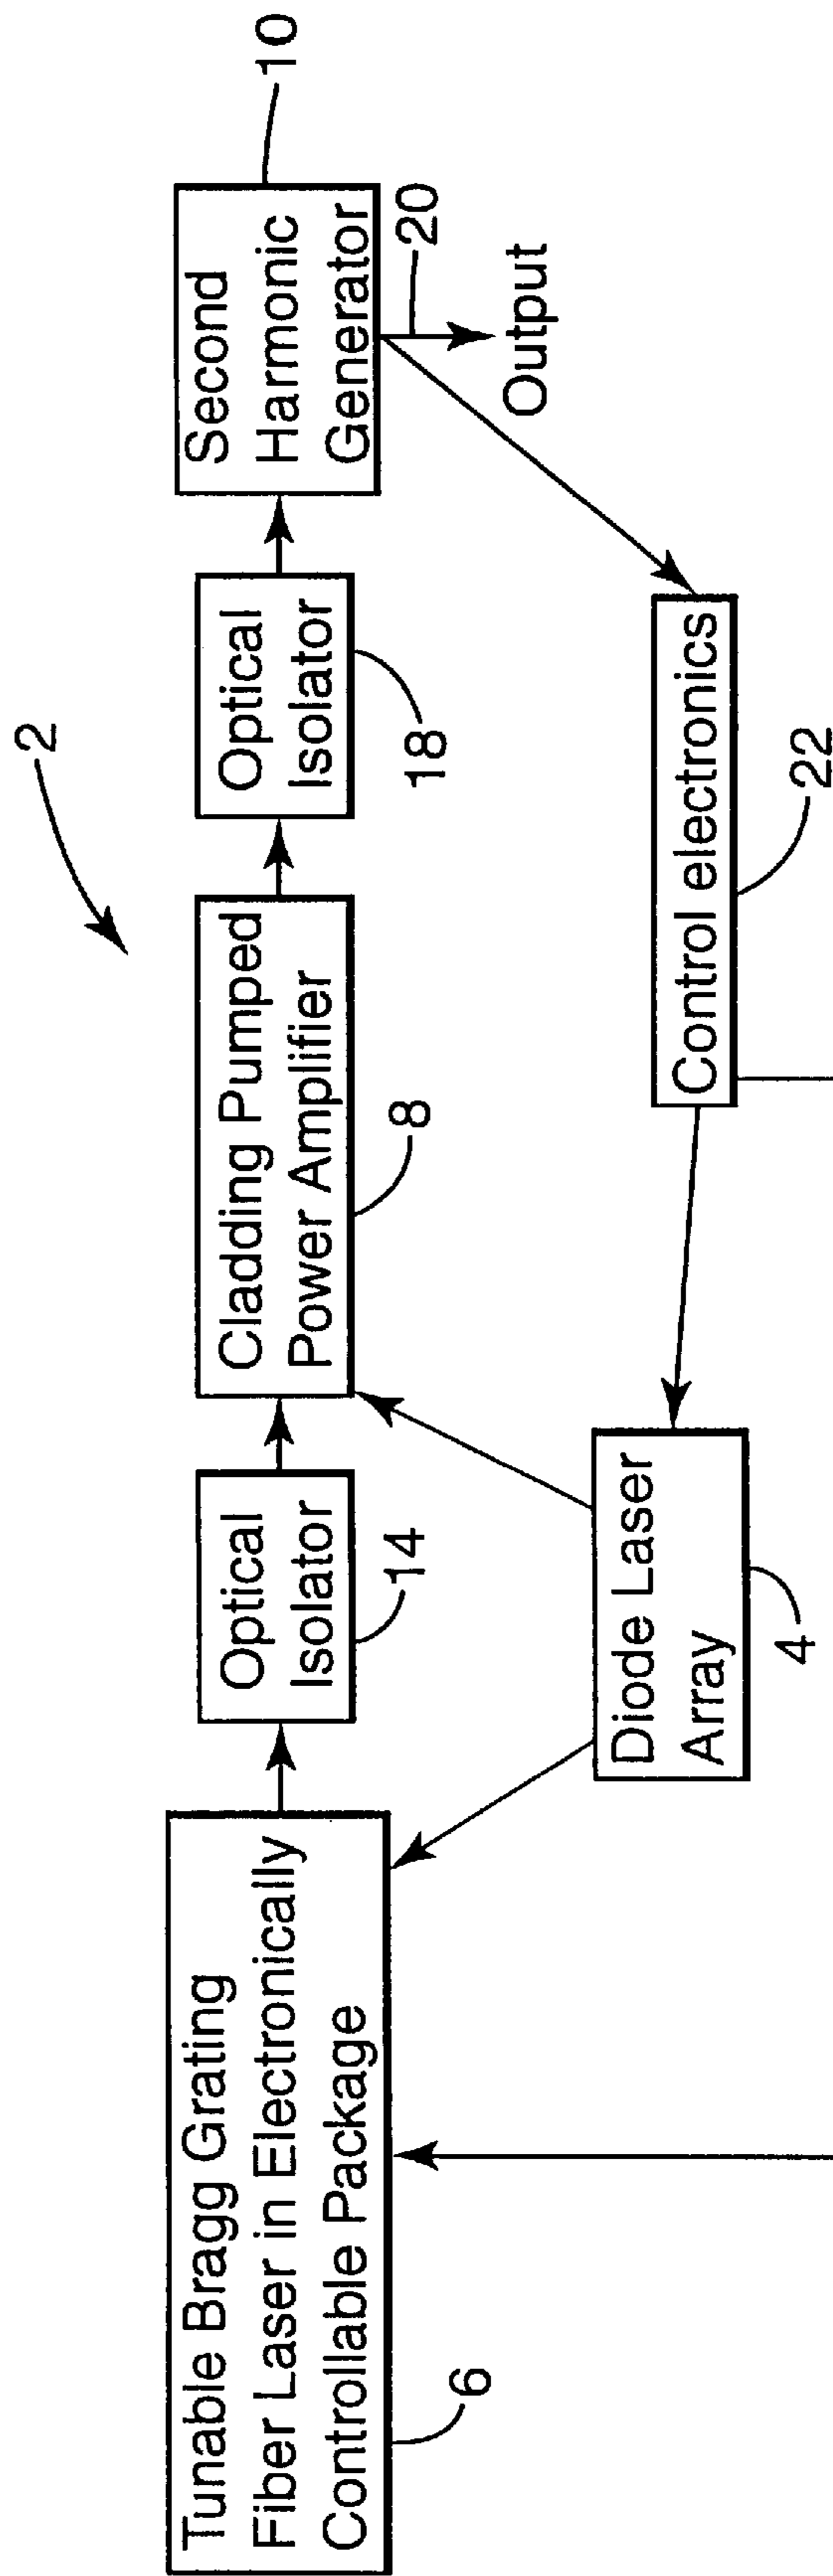 2
Tunable Bragg Grating
Fiber Laser in Electronically
Controllable Package
6
Optical
Isolator
14
Cladding Pumped
Power Amplifier
8
Optical
Isolator
18
Second
Harmonic
Generator
10
20
Output
Diode Laser
Array
4
Control electronics
22